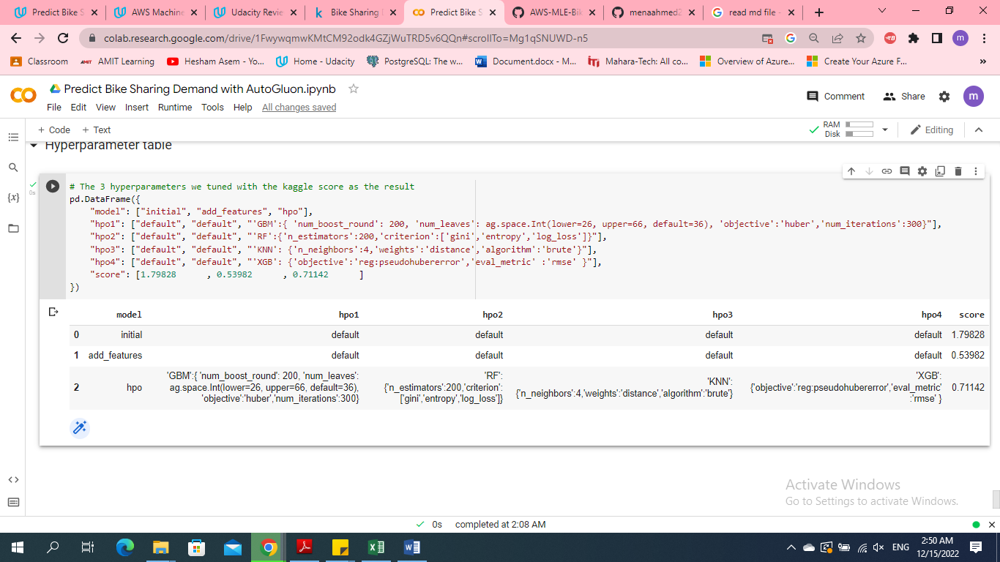 Predict Bike S
AWS Machine
Udacity Revie
Bike Sharing
Predict Bike S
AWS-MLE-Bik
menaahmed2
read md file -
colab.research.google.com/drive/1FwywqmwKMtCM92odk4GZjWuTRD5v6QQn#scrollTo=Mg1qSNUWD-n5
m
Classroom
AMIT Learning
Hesham Asem - Yo...
Home - Udacity
PostgreSQL: The w...
Document.docx - M...
Mahara-Tech: All co...
Overview of Azure...
Create Your Azure F...
»
Predict Bike Sharing Demand with AutoGluon.ipynb
File Edit View Insert Runtime Tools Help All changes saved
Comment
Share
m
+ Code + Text
RAM
Disk
Editing
Hyperparameter table
0s
# The 3 hyperparameters we tuned with the kaggle score as the result
pd.DataFrame({
"model": ["initial", "add_features", "hpo"],
"hpo1": ["default", "default", "'GBM':{ 'num_boost_round': 200, 'num_leaves': ag.space.Int(lower=26, upper=66, default=36), 'objective':'huber','num_iterations':300}"],
"hpo2": ["default", "default", "'RF':{'n_estimators':200,'criterion':['gini','entropy','log_loss']}"],
"hpo3": ["default", "default", "'KNN': {'n_neighbors':4,'weights':'distance','algorithm':'brute'}"],
"hpo4": ["default", "default", "'XGB': {'objective':'reg:pseudohubererror','eval_metric' :'rmse' }"],
"score": [1.79828 , 0.53982 , 0.71142 ]
})
model hpo1 hpo2 hpo3 hpo4 score
0 initial default default default default 1.79828
1 add_features default default default default 0.53982
2 hpo
'GBM':{ 'num_boost_round': 200, 'num_leaves':
ag.space.Int(lower=26, upper=66, default=36),
'objective':'huber','num_iterations':300}
'RF':
{'n_estimators':200,'criterion':
['gini','entropy','log_loss']}
'KNN':
{'n_neighbors':4,'weights':'distance','algorithm':'brute'}
'XGB':
{'objective':'reg:pseudohubererror','eval_metric'
:'rmse' }
0.71142
Activate Windows
Go to Settings to activate Windows.
0s completed at 2:08 AM
ENG
2:50 AM
12/15/2022